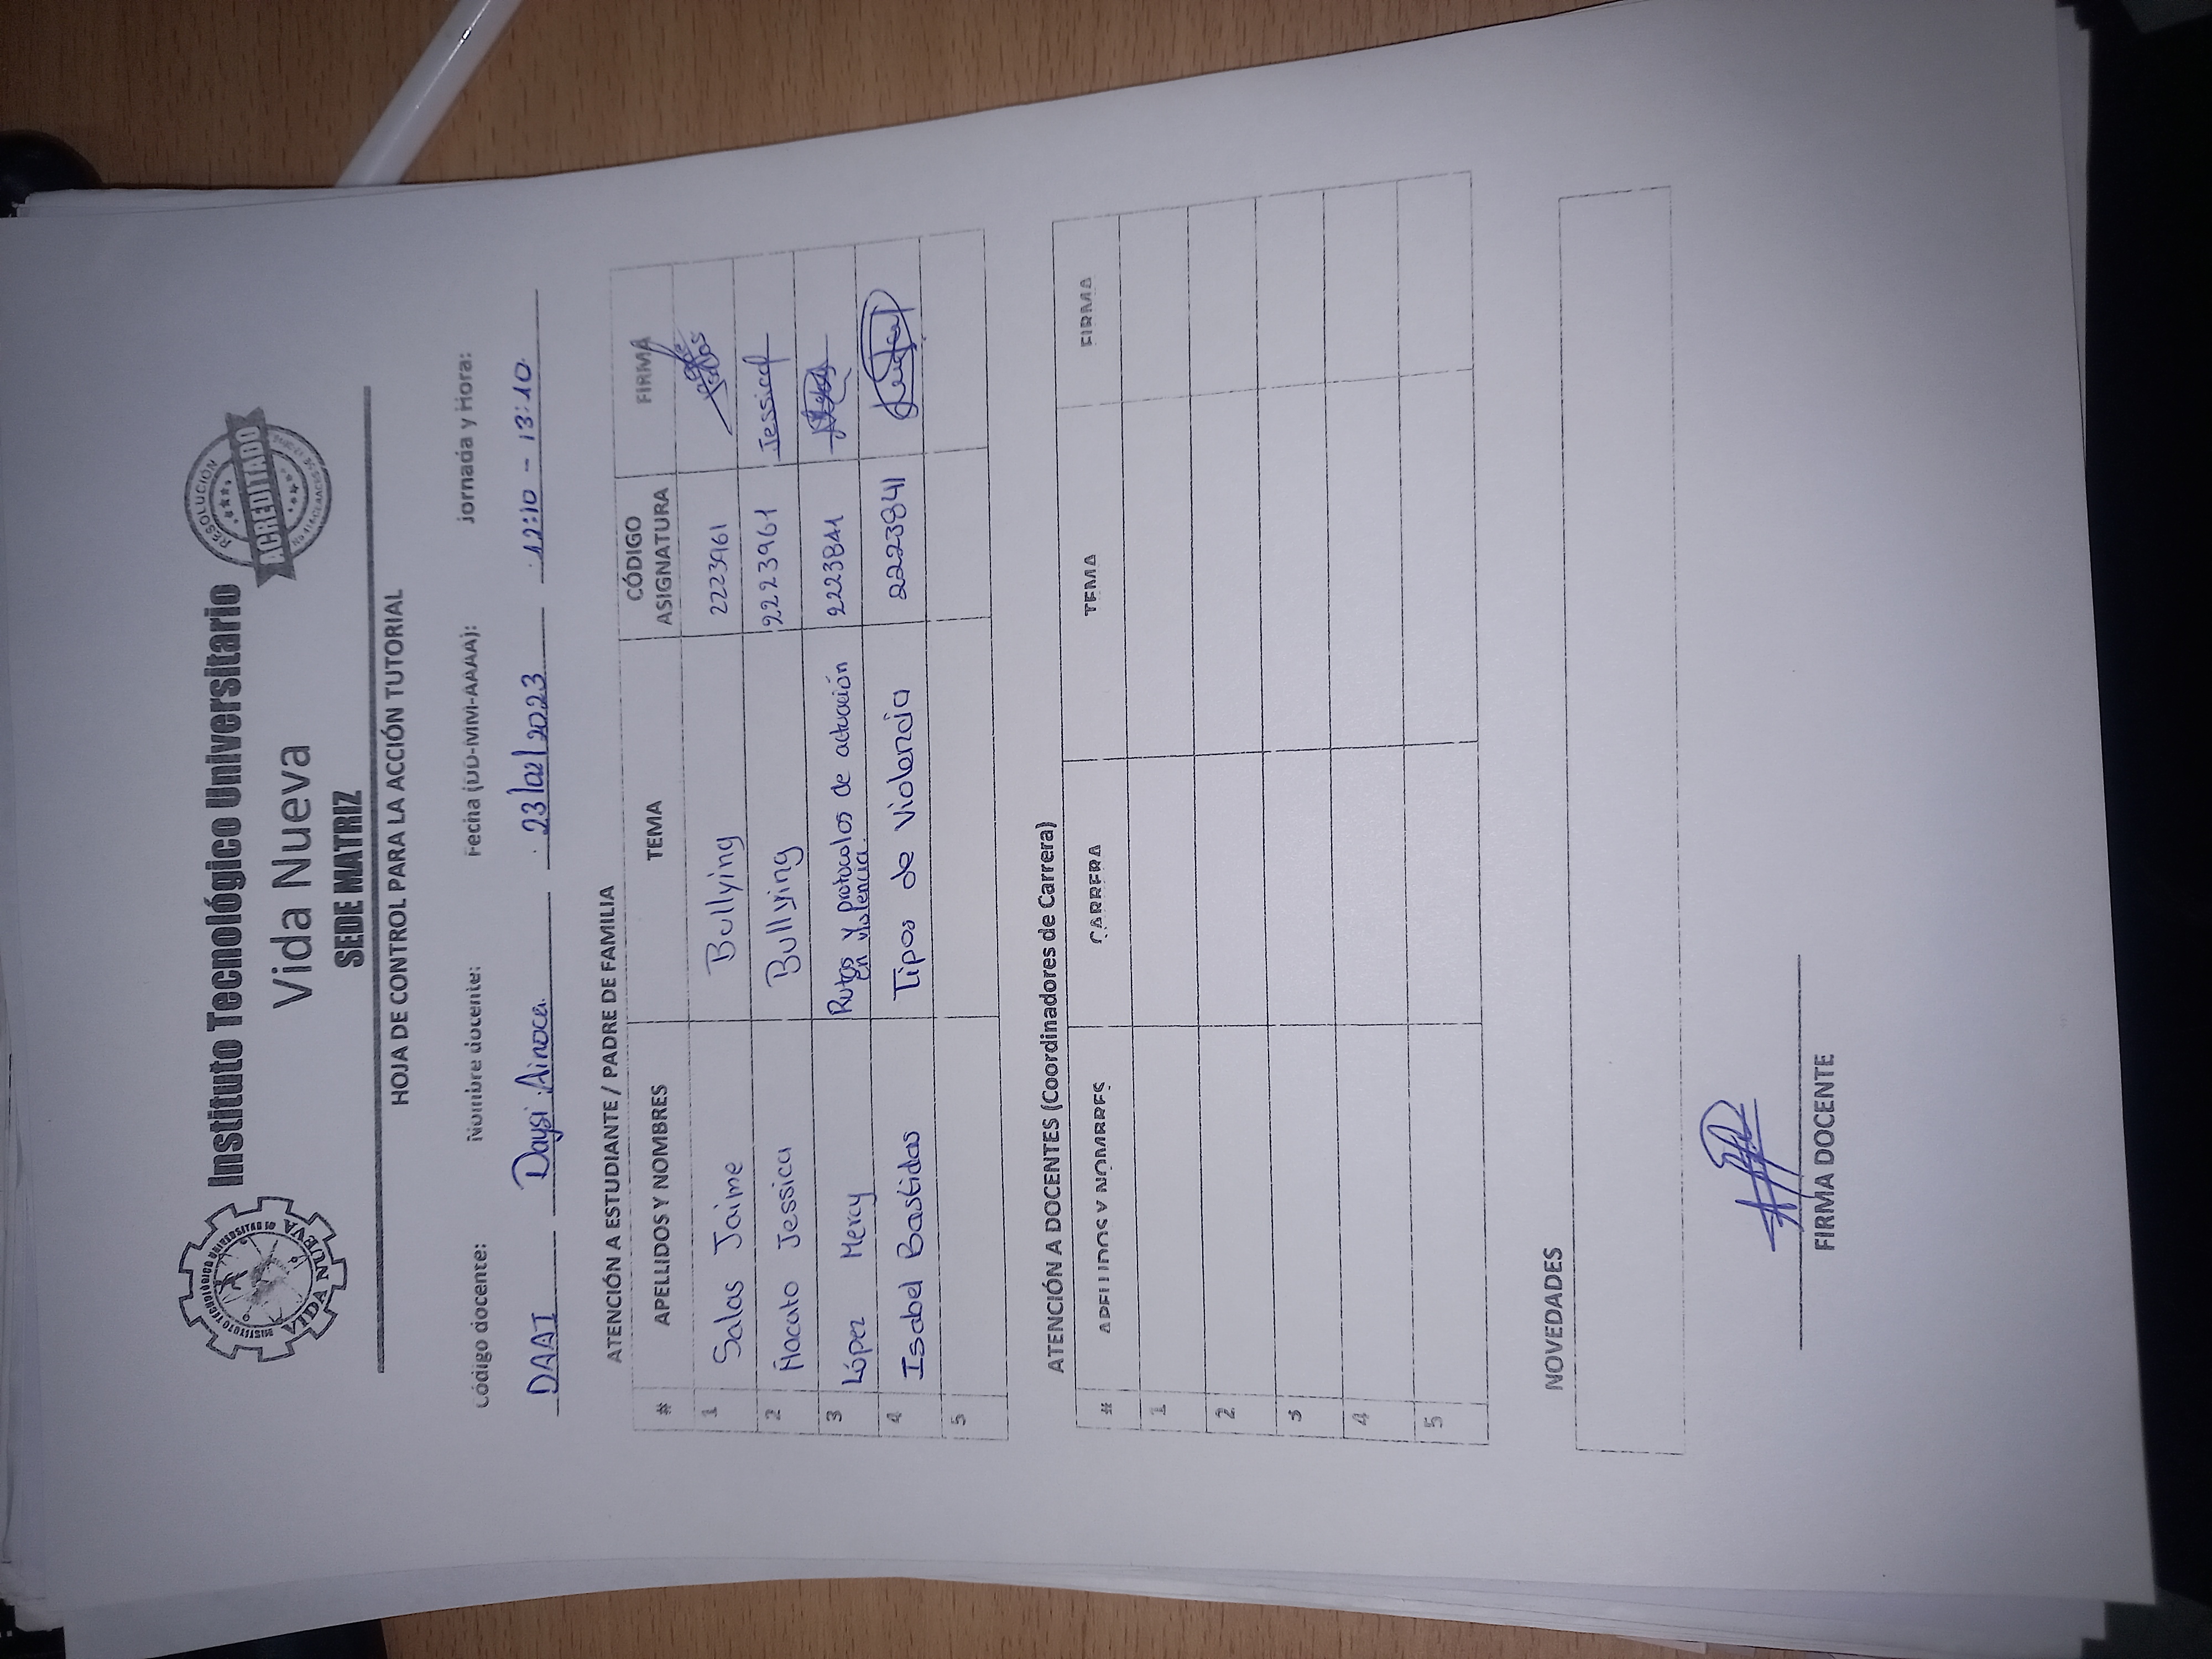 INSTITUTO TECNOLÓGICO UNIVERSITARIO
VIDA NUEVA
Instituto Tecnológico Universitario
Vida Nueva
SEDE MATRIZ
RESOLUCIÓN
ACREDITADO
HOJA DE CONTROL PARA LA ACCIÓN TUTORIAL
Código docente: Nombre docente: Fecha (DD-MM-AAAA): Jornada y Hora:
DAAI Daysi Ainoca 23/02/2023 12:10 - 13:10
ATENCIÓN A ESTUDIANTE / PADRE DE FAMILIA
# APELLIDOS Y NOMBRES TEMA CÓDIGO ASIGNATURA FIRMA
1 Salas Jaime Bullying 2223961
2 Ñacato Jessica Bullying 2223961 Jessica
3 López Mercy Rutas y protocolos de actuación 2223841
en violencia.
4 Isabel Bastidas Tipos de Violencia 2223841
5
ATENCIÓN A DOCENTES (Coordinadores de Carrera)
# APELLIDOS Y NOMBRES CARRERA TEMA FIRMA
1
2
3
4
5
NOVEDADES
FIRMA DOCENTE